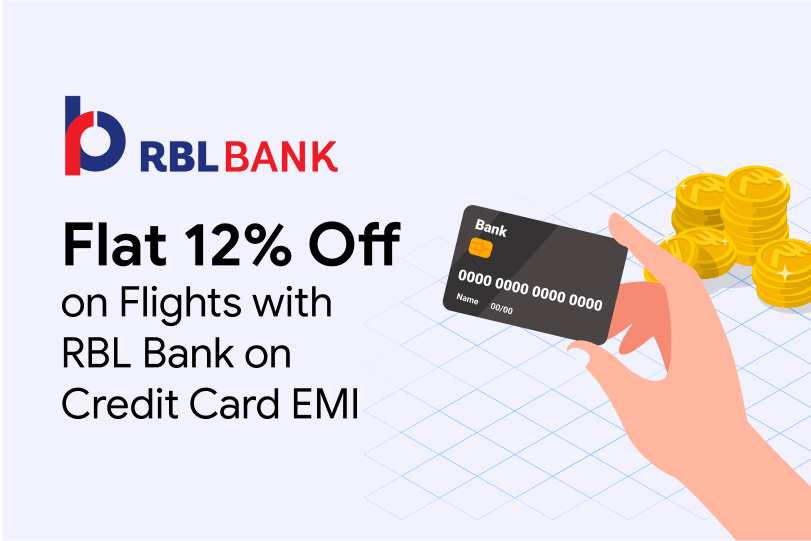 RBL BANK
Flat 12% Off
on Flights with
RBL Bank on
Credit Card EMI
Bank
0000 0000 0000 0000
Name 00/00